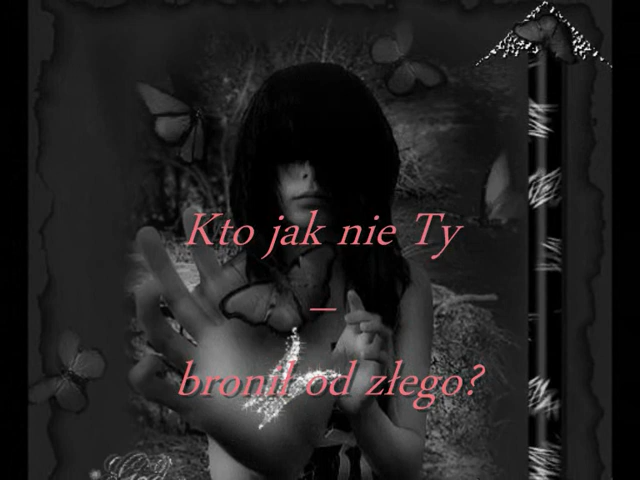 Kto jak nie Ty
–
bronił od złego?